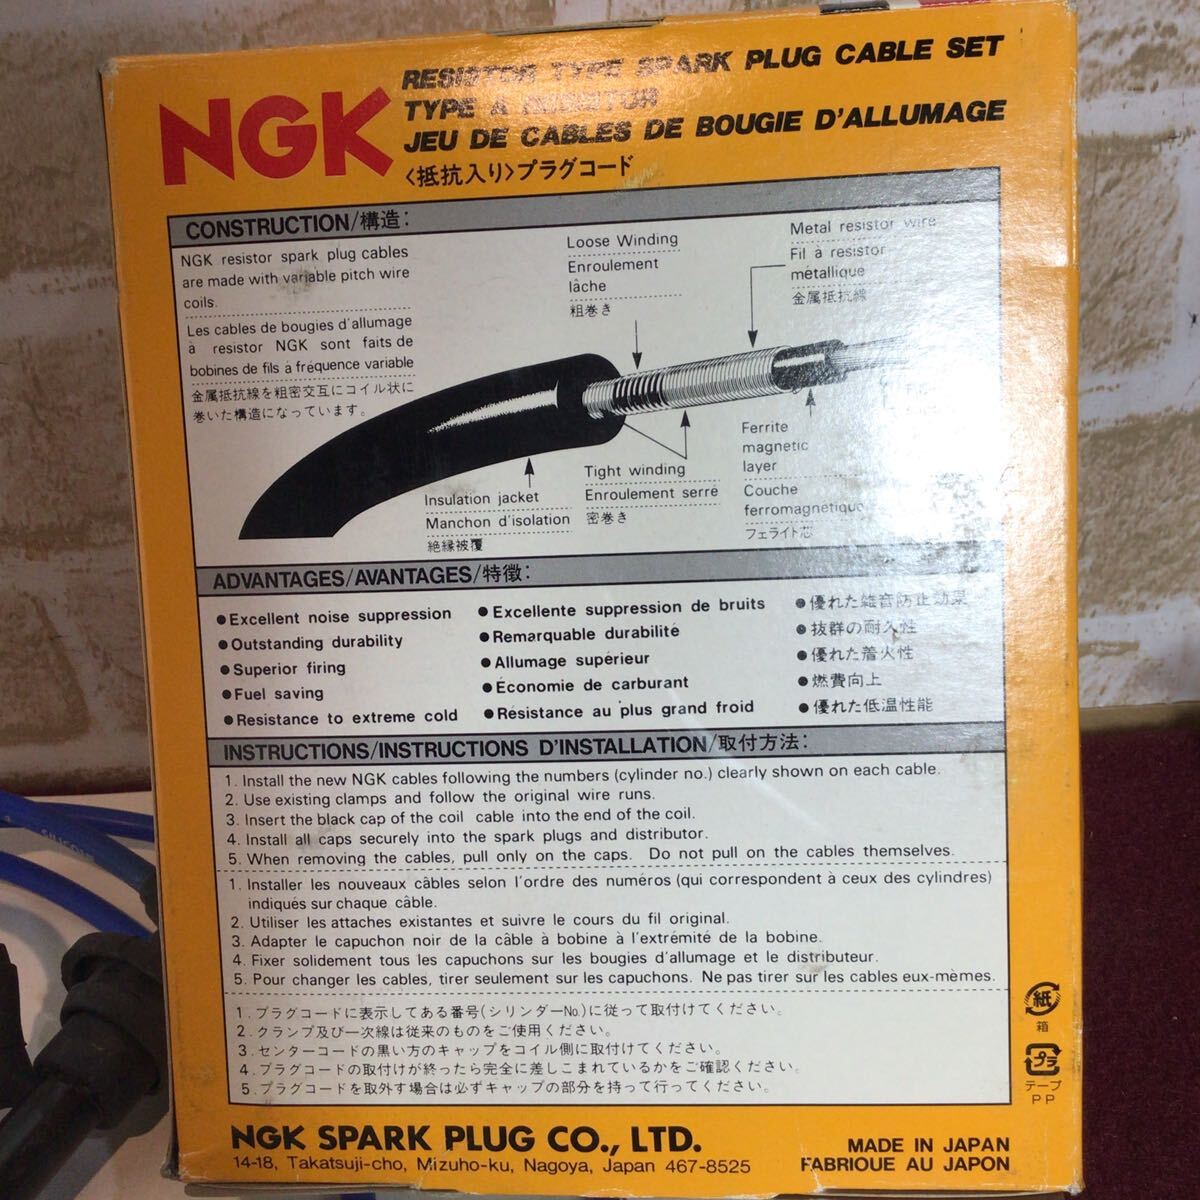 NGK
RESISTOR TYPE SPARK PLUG CABLE SET
TYPE A RESISTOR
JEU DE CABLES DE BOUGIE D'ALLUMAGE
〈抵抗入り〉プラグコード
CONSTRUCTION/構造:
NGK resistor spark plug cables
are made with variable pitch wire
coils.
Les cables de bougies d'allumage
à resistor NGK sont faits de
bobines de fils à fréquence variable
金属抵抗線を粗密交互にコイル状に
巻いた構造になっています。
Loose Winding
Enroulement
lâche
粗巻き
Metal resistor wire
Fil à resistor
métallique
金属抵抗線
Insulation jacket
Manchon d'isolation
絶縁被覆
Tight winding
Enroulement serré
密巻き
Ferrite
magnetic
layer
Couche
ferromagnétique
フェライト芯
ADVANTAGES/AVANTAGES/特徴:
● Excellent noise suppression
● Outstanding durability
● Superior firing
● Fuel saving
● Resistance to extreme cold
● Excellente suppression de bruits
● Remarquable durabilité
● Allumage supérieur
● Économie de carburant
● Résistance au plus grand froid
● 優れた雑音防止効果
● 抜群の耐久性
● 優れた着火性
● 燃費向上
● 優れた低温性能
INSTRUCTIONS/INSTRUCTIONS D'INSTALLATION/取付方法:
1. Install the new NGK cables following the numbers (cylinder no.) clearly shown on each cable.
2. Use existing clamps and follow the original wire runs.
3. Insert the black cap of the coil cable into the end of the coil.
4. Install all caps securely into the spark plugs and distributor.
5. When removing the cables, pull only on the caps. Do not pull on the cables themselves.
1. Installer les nouveaux câbles selon l'ordre des numéros (qui correspondent à ceux des cylindres)
indiqués sur chaque câble.
2. Utiliser les attaches existantes et suivre le cours du fil original.
3. Adapter le capuchon noir de la câble à bobine à l'extrémité de la bobine.
4. Fixer solidement tous les capuchons sur les bougies d'allumage et le distributeur.
5. Pour changer les cables, tirer seulement sur les capuchons. Ne pas tirer sur les cables eux-mèmes.
1. プラグコードに表示してある番号(シリンダーNo.)に従って取付けてください。
2. クランプ及び一次線は従来のものをご使用ください。
3. センターコードの黒い方のキャップをコイル側に取付けてください。
4. プラグコードの取付けが終ったら完全に差しこまれているかをご確認ください。
5. プラグコードを取外す場合は必ずキャップの部分を持って行ってください。
紙
箱
プラ
テープ
PP
NGK SPARK PLUG CO., LTD.
14-18, Takatsuji-cho, Mizuho-ku, Nagoya, Japan 467-8525
MADE IN JAPAN
FABRIQUE AU JAPON
SILICONE